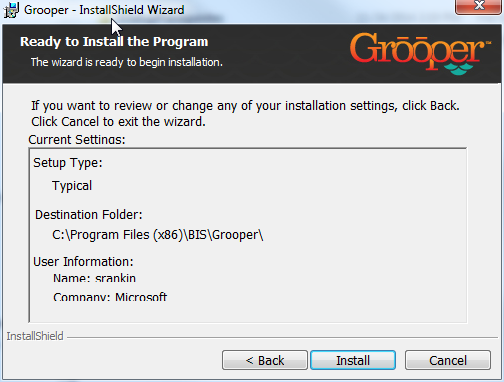 Grooper - InstallShield Wizard
Ready to Install the Program
The wizard is ready to begin installation.
Grōōper
If you want to review or change any of your installation settings, click Back.
Click Cancel to exit the wizard.
Current Settings:
Setup Type:
Typical
Destination Folder:
C:\Program Files (x86)\BIS\Grooper\
User Information:
Name: srankin
Company: Microsoft
InstallShield
< Back
Install
Cancel